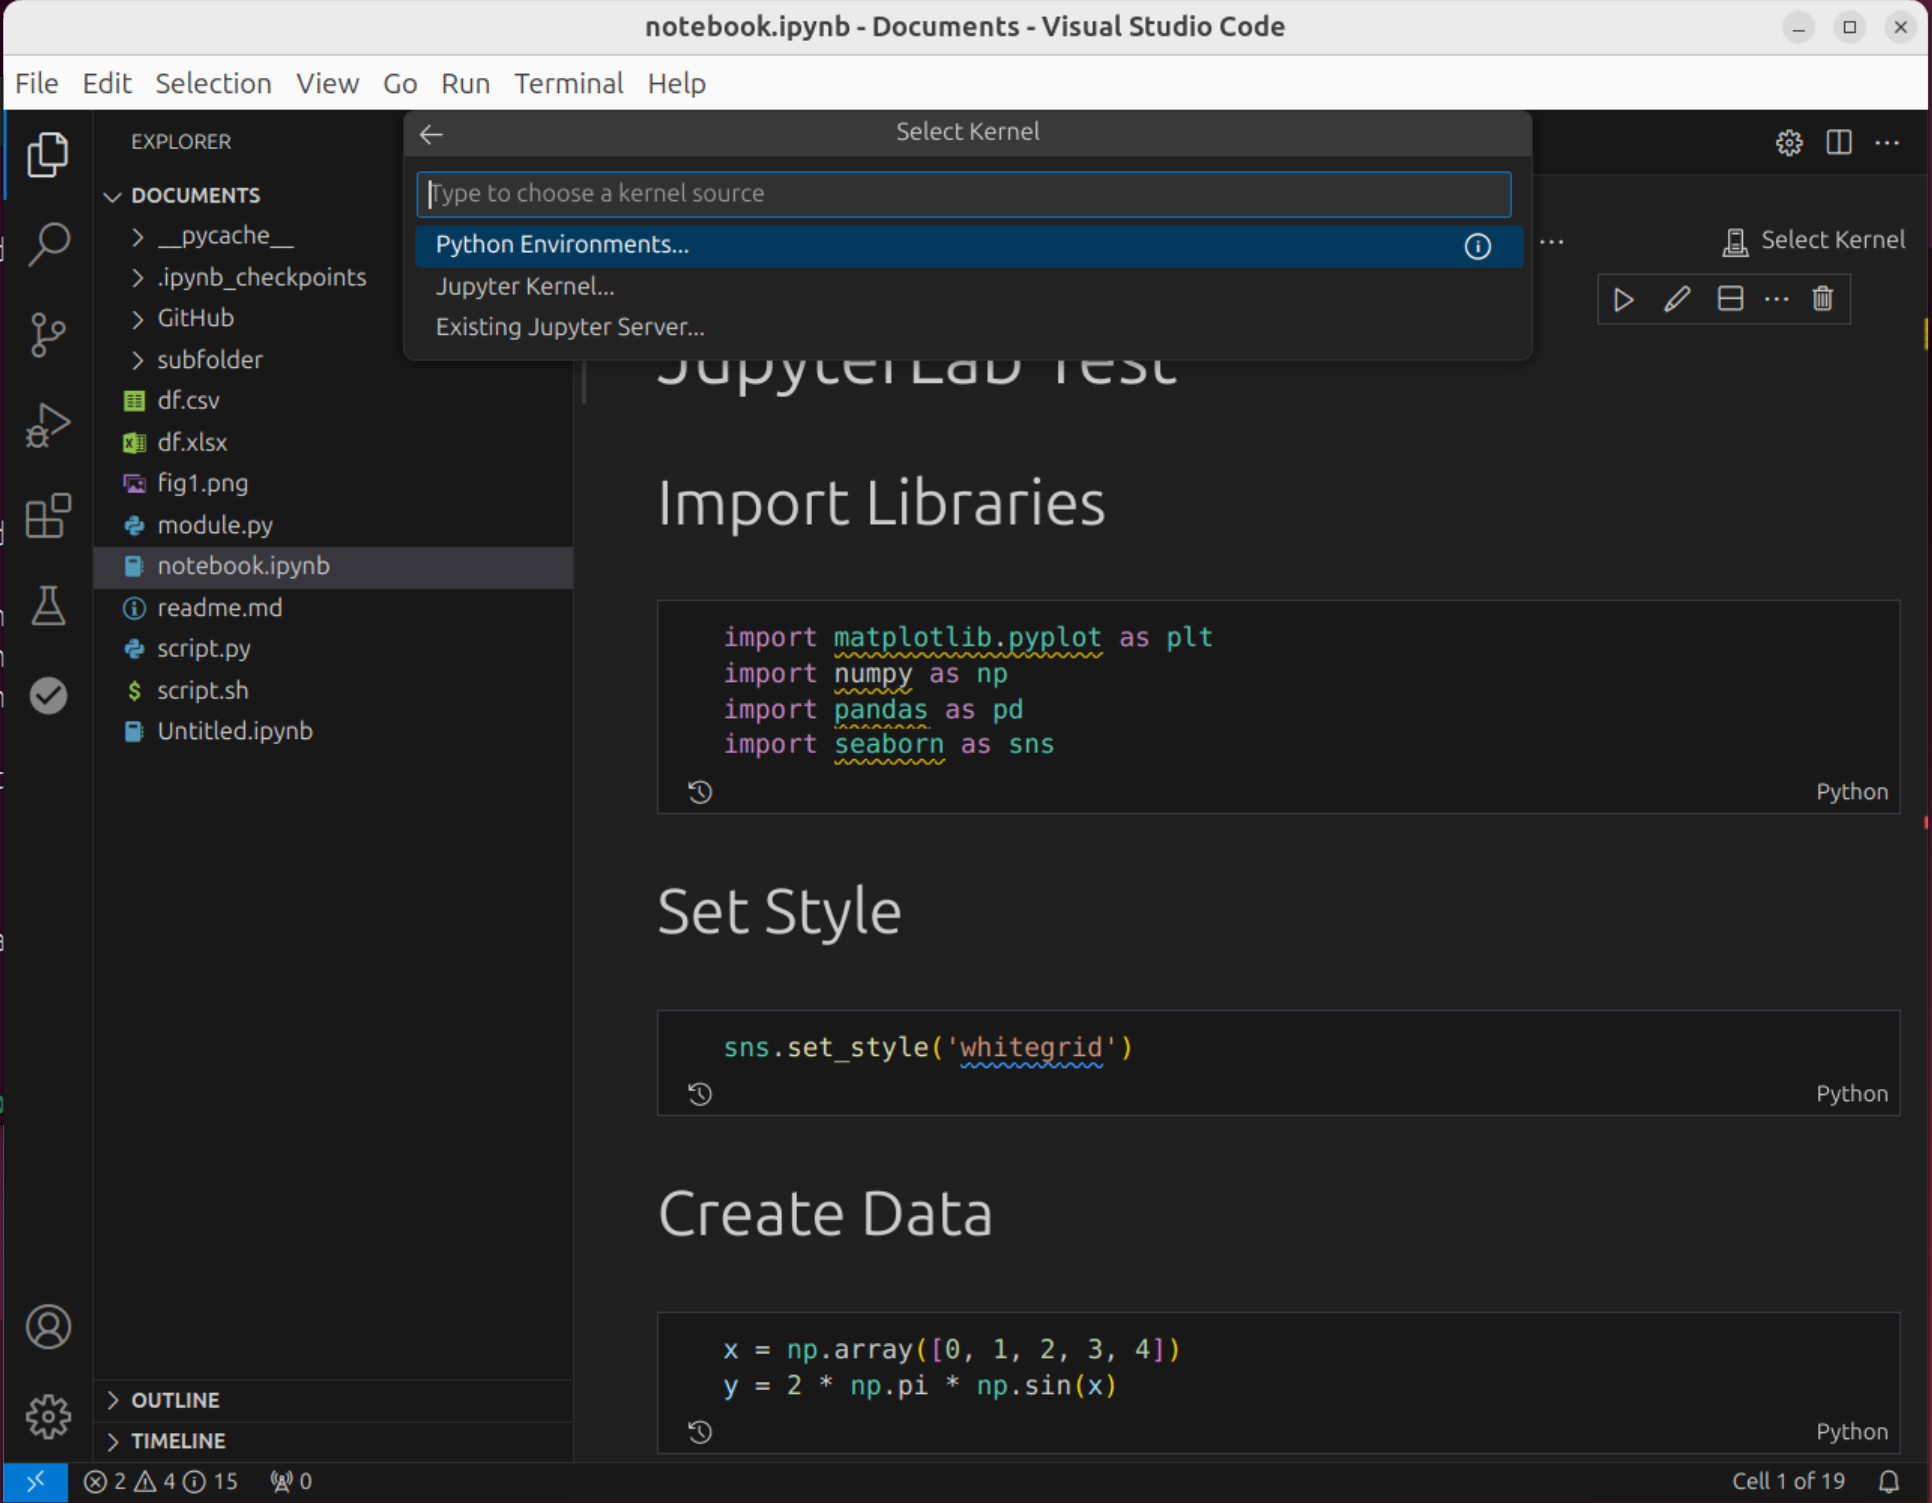 notebook.ipynb - Documents - Visual Studio Code
File Edit Selection View Go Run Terminal Help
EXPLORER
DOCUMENTS
__pycache__
.ipynb_checkpoints
GitHub
subfolder
df.csv
df.xlsx
fig1.png
module.py
notebook.ipynb
readme.md
script.py
script.sh
Untitled.ipynb
OUTLINE
TIMELINE
Select Kernel
Type to choose a kernel source
Python Environments...
Jupyter Kernel...
Existing Jupyter Server...
Select Kernel
JupyterLab Test
Import Libraries
import matplotlib.pyplot as plt
import numpy as np
import pandas as pd
import seaborn as sns
Python
Set Style
sns.set_style('whitegrid')
Python
Create Data
x = np.array([0, 1, 2, 3, 4])
y = 2 * np.pi * np.sin(x)
Python
2 4 15 0
Cell 1 of 19